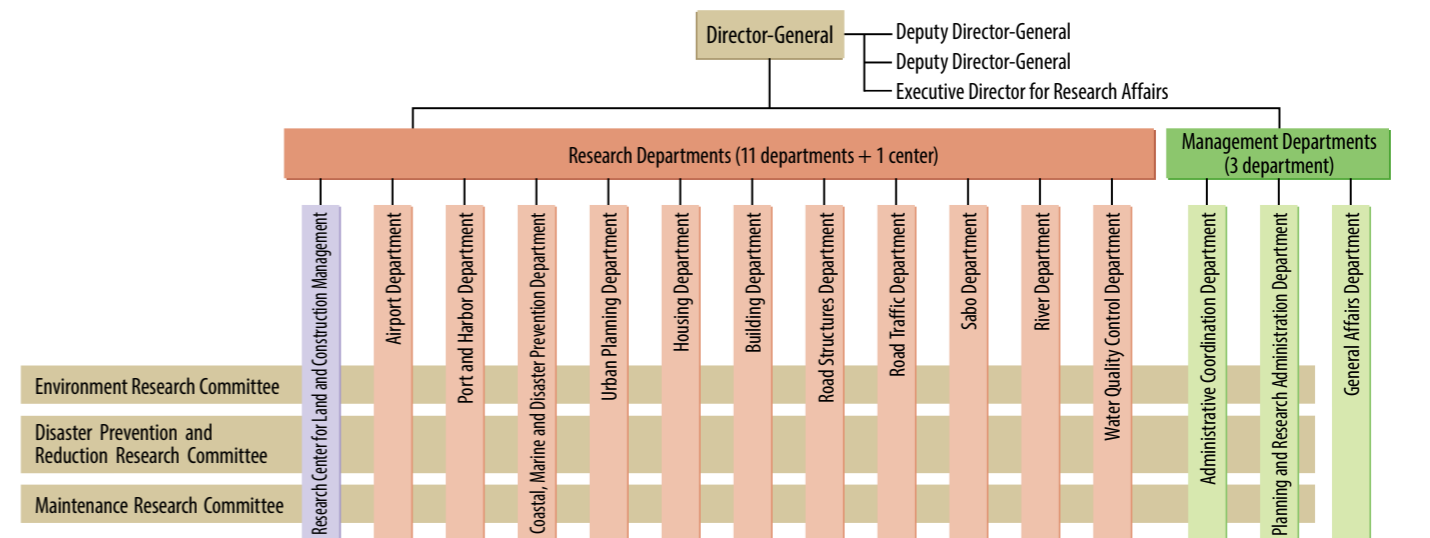 Director-General
Deputy Director-General
Deputy Director-General
Executive Director for Research Affairs
Research Departments (11 departments + 1 center)
Management Departments
(3 department)
Research Center for Land and Construction Management
Airport Department
Port and Harbor Department
Coastal, Marine and Disaster Prevention Department
Urban Planning Department
Housing Department
Building Department
Road Structures Department
Road Traffic Department
Sabo Department
River Department
Water Quality Control Department
Administrative Coordination Department
Planning and Research Administration Department
General Affairs Department
Environment Research Committee
Disaster Prevention and
Reduction Research Committee
Maintenance Research Committee